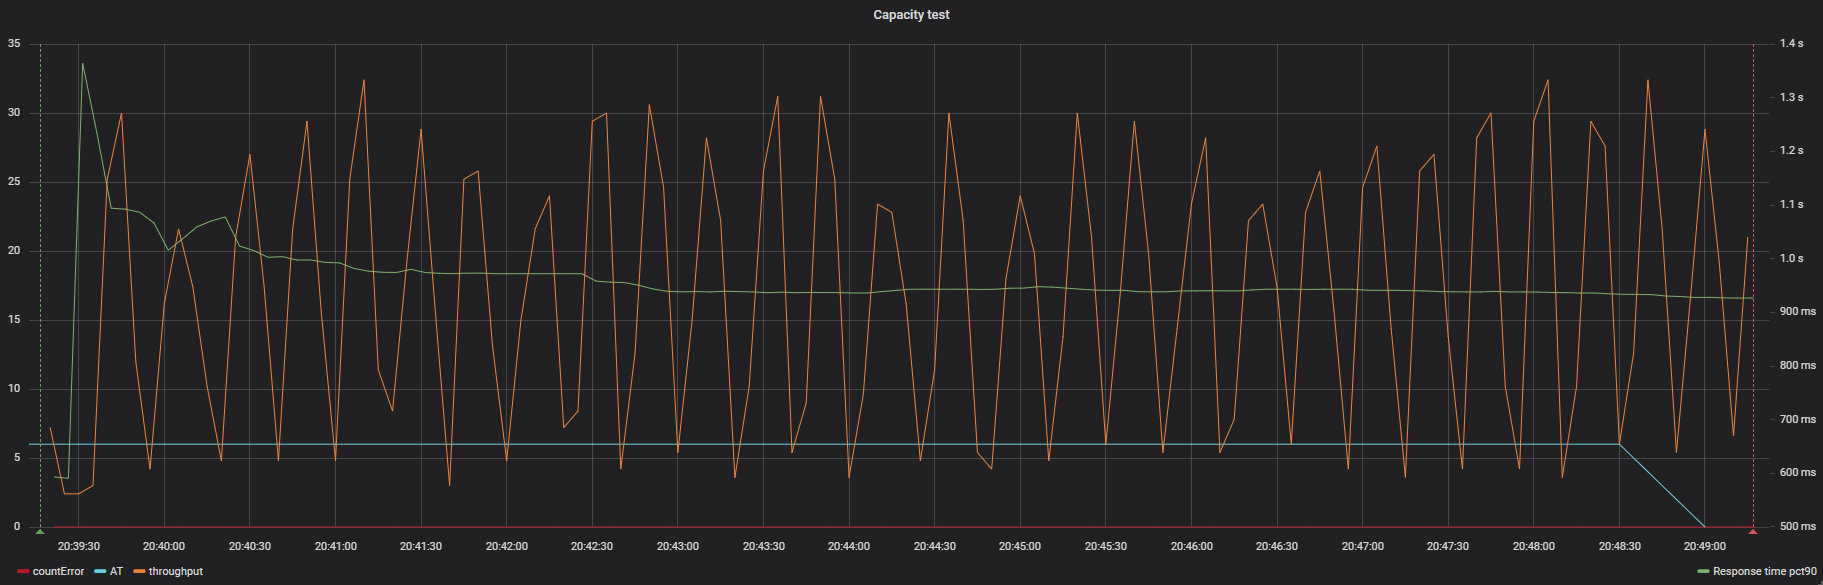 Capacity test
35 1.4 s
30 1.3 s
25 1.2 s
20 1.1 s
15 1.0 s
10 900 ms
5 800 ms
0 700 ms
600 ms
500 ms
20:39:30 20:40:00 20:40:30 20:41:00 20:41:30 20:42:00 20:42:30 20:43:00 20:43:30 20:44:00 20:44:30 20:45:00 20:45:30 20:46:00 20:46:30 20:47:00 20:47:30 20:48:00 20:48:30 20:49:00
countError AT throughput Response time pct90